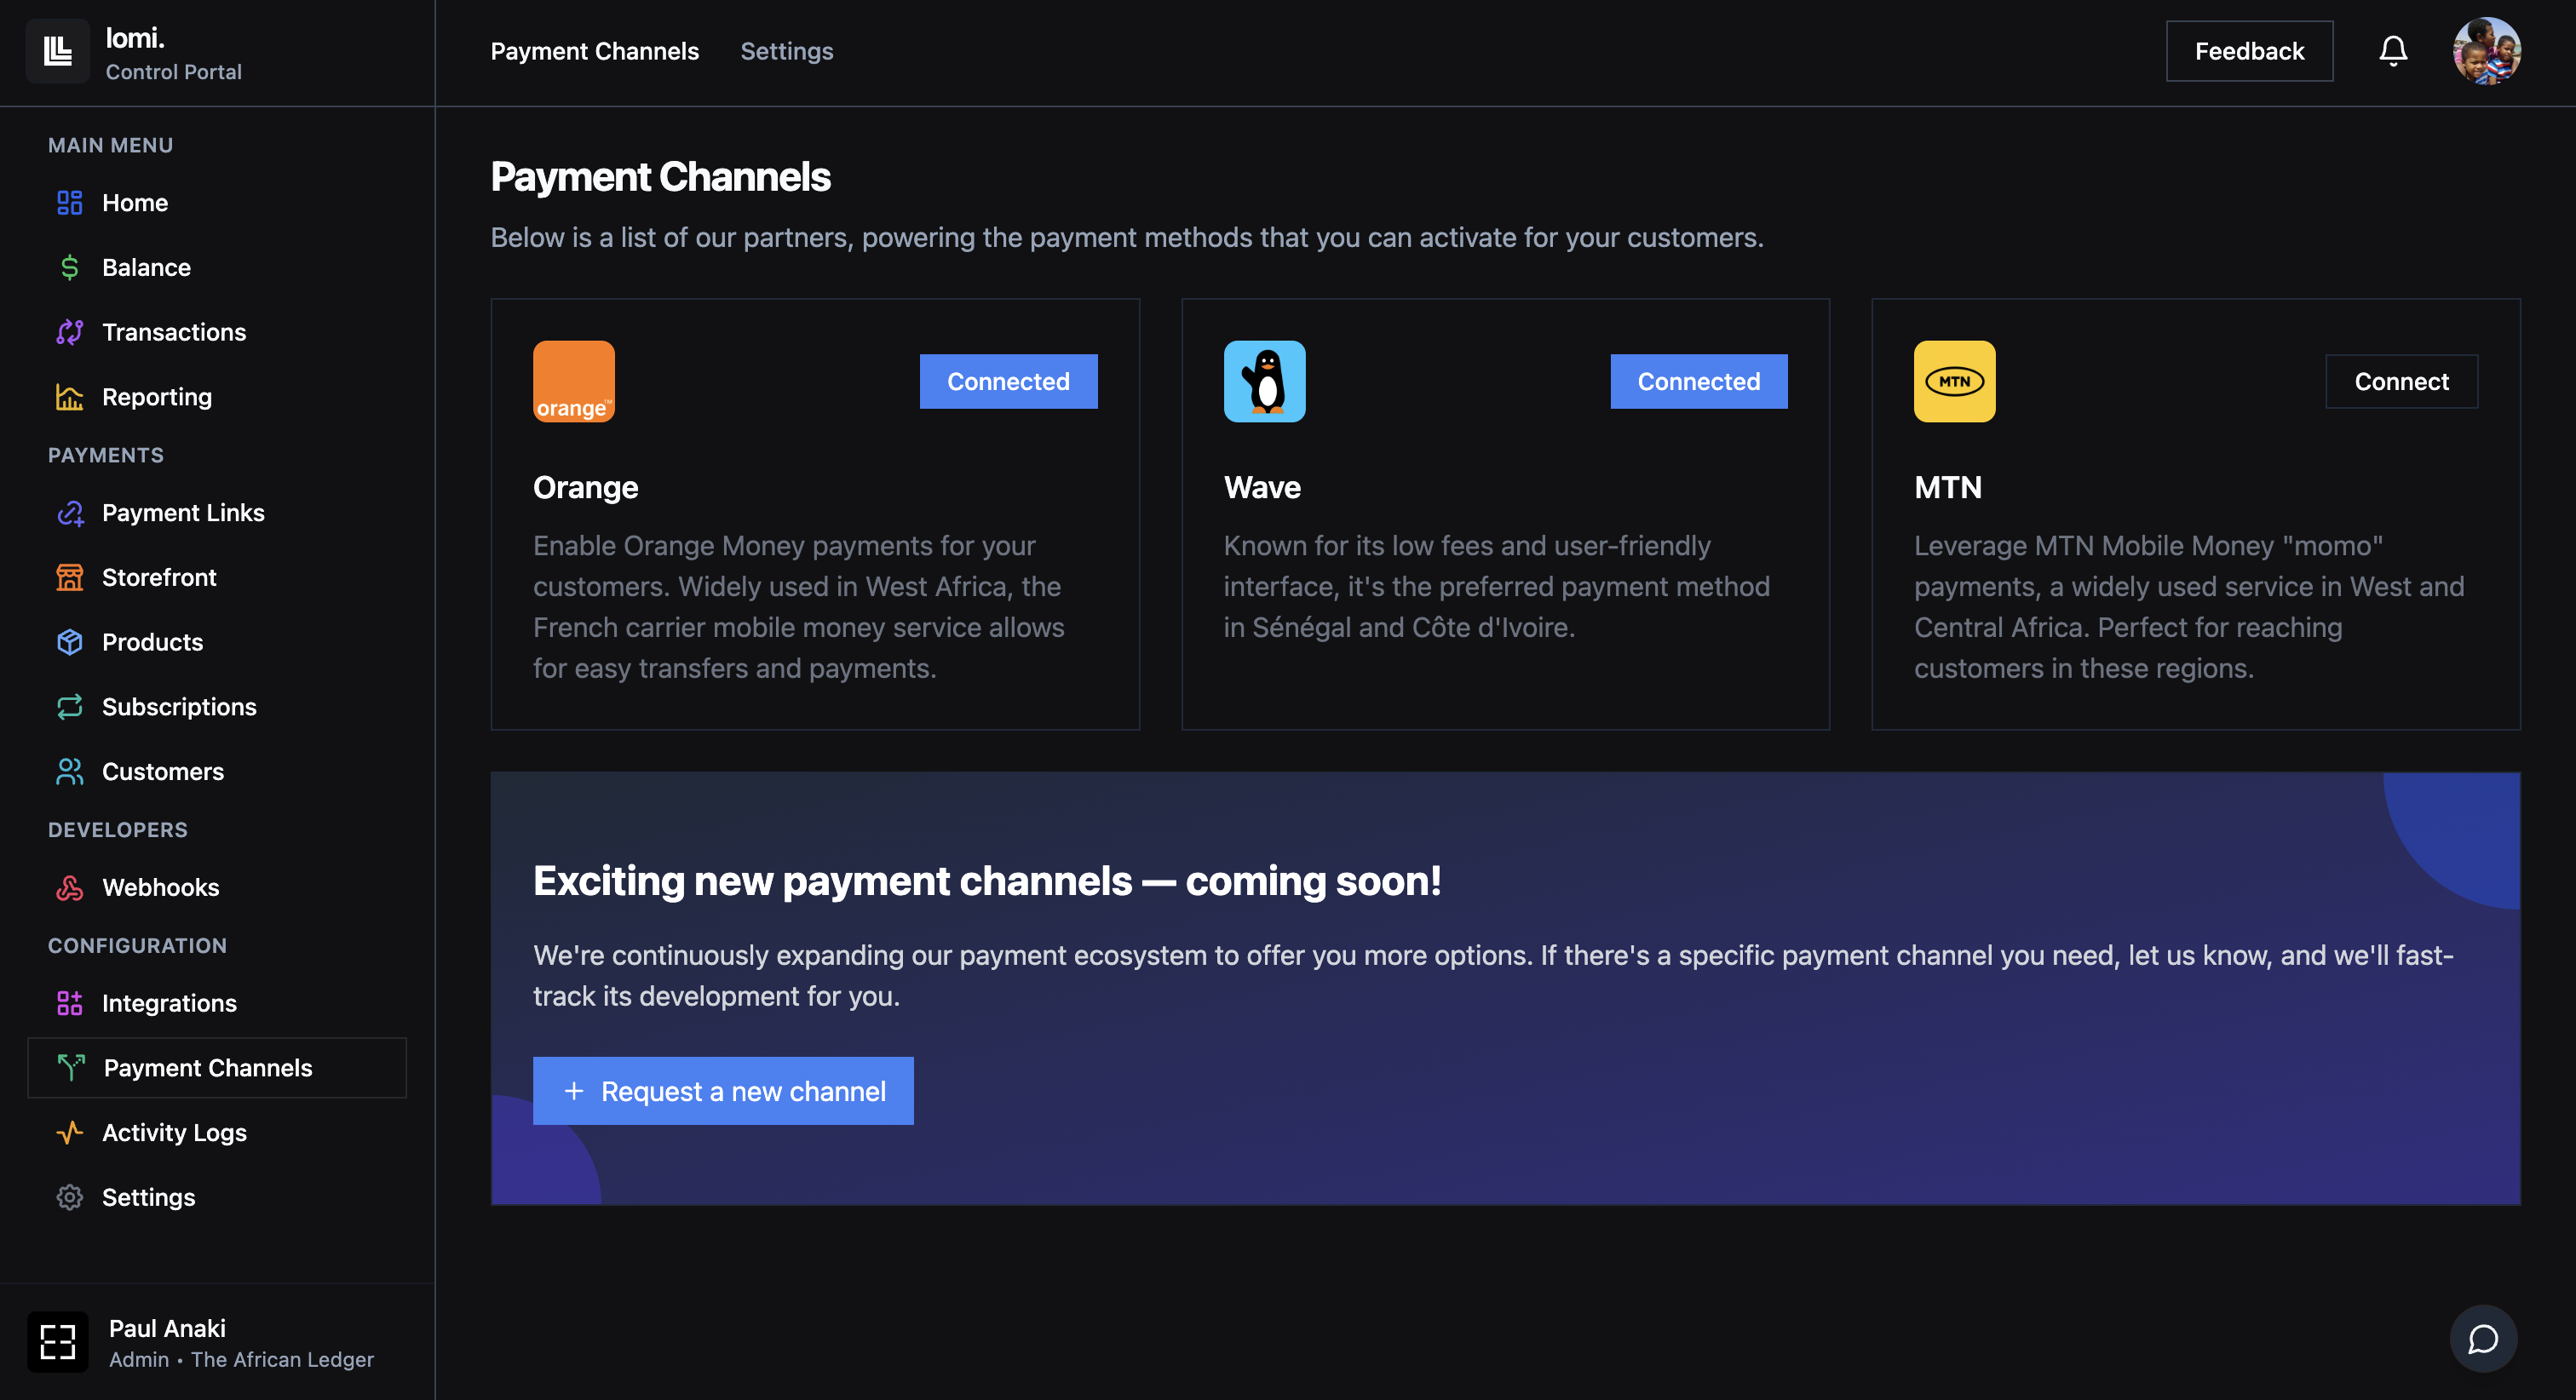 lomi.
Control Portal
Payment Channels
Settings
Feedback
MAIN MENU
Home
Balance
Transactions
Reporting
PAYMENTS
Payment Links
Storefront
Products
Subscriptions
Customers
DEVELOPERS
Webhooks
CONFIGURATION
Integrations
Payment Channels
Activity Logs
Settings
Paul Anaki
Admin • The African Ledger
Payment Channels
Below is a list of our partners, powering the payment methods that you can activate for your customers.
orange™
Connected
Orange
Enable Orange Money payments for your
customers. Widely used in West Africa, the
French carrier mobile money service allows
for easy transfers and payments.
Connected
Wave
Known for its low fees and user-friendly
interface, it's the preferred payment method
in Sénégal and Côte d'Ivoire.
MTN
Connect
MTN
Leverage MTN Mobile Money "momo"
payments, a widely used service in West and
Central Africa. Perfect for reaching
customers in these regions.
Exciting new payment channels — coming soon!
We're continuously expanding our payment ecosystem to offer you more options. If there's a specific payment channel you need, let us know, and we'll fast-
track its development for you.
+ Request a new channel